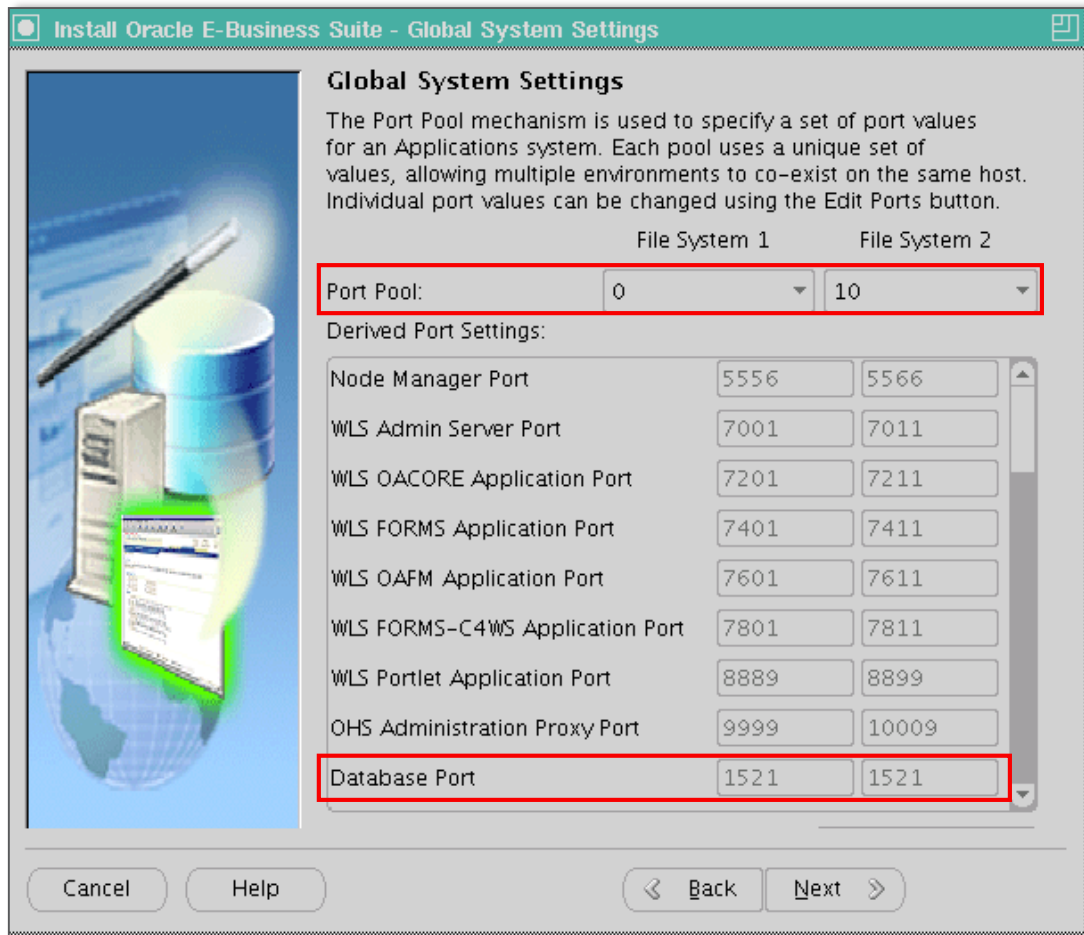 Install Oracle E-Business Suite - Global System Settings
Global System Settings
The Port Pool mechanism is used to specify a set of port values
for an Applications system. Each pool uses a unique set of
values, allowing multiple environments to co-exist on the same host.
Individual port values can be changed using the Edit Ports button.
File System 1 File System 2
Port Pool: 0 10
Derived Port Settings:
Node Manager Port 5556 5566
WLS Admin Server Port 7001 7011
WLS OACORE Application Port 7201 7211
WLS FORMS Application Port 7401 7411
WLS OAFM Application Port 7601 7611
WLS FORMS-C4WS Application Port 7801 7811
WLS Portlet Application Port 8889 8899
OHS Administration Proxy Port 9999 10009
Database Port 1521 1521
Cancel Help Back Next